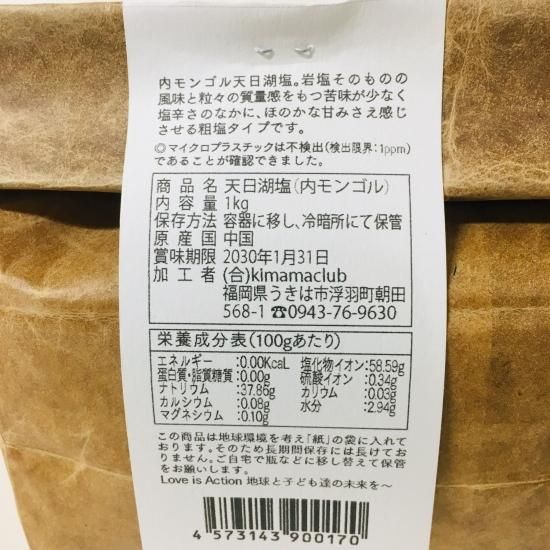 内モンゴル天日湖塩。岩塩そのものの
風味と粒々の質量感をもつ苦味が少なく
塩辛さのなかに、ほのかな甘みさえ感じ
させる粗塩タイプです。
◎マイクロプラスチックは不検出(検出限界:1ppm)
であることが確認できました。
商品名 天日湖塩(内モンゴル)
内容量 1kg
保存方法 容器に移し、冷暗所にて保管
原産国 中国
賞味期限 2030年1月31日
加工者 (合)kimamaclub
福岡県うきは市浮羽町朝田
568-1 ☎0943-76-9630
栄養成分表(100gあたり)
エネルギー :0.00KcaL 塩化物イオン:58.59g
蛋白質・脂質糖質:0.00g 硫酸イオン :0.34g
ナトリウム :37.86g カリウム :0.03g
カルシウム :0.08g 水分 :2.94g
マグネシウム :0.10g
この商品は地球環境を考え「紙」の袋に入れて
おります。そのため長期間保存には長けており
ません。ご自宅で瓶などに移し替えて保管
をお願いします。
Love is Action 地球と子ども達の未来を〜
4 573143 900170